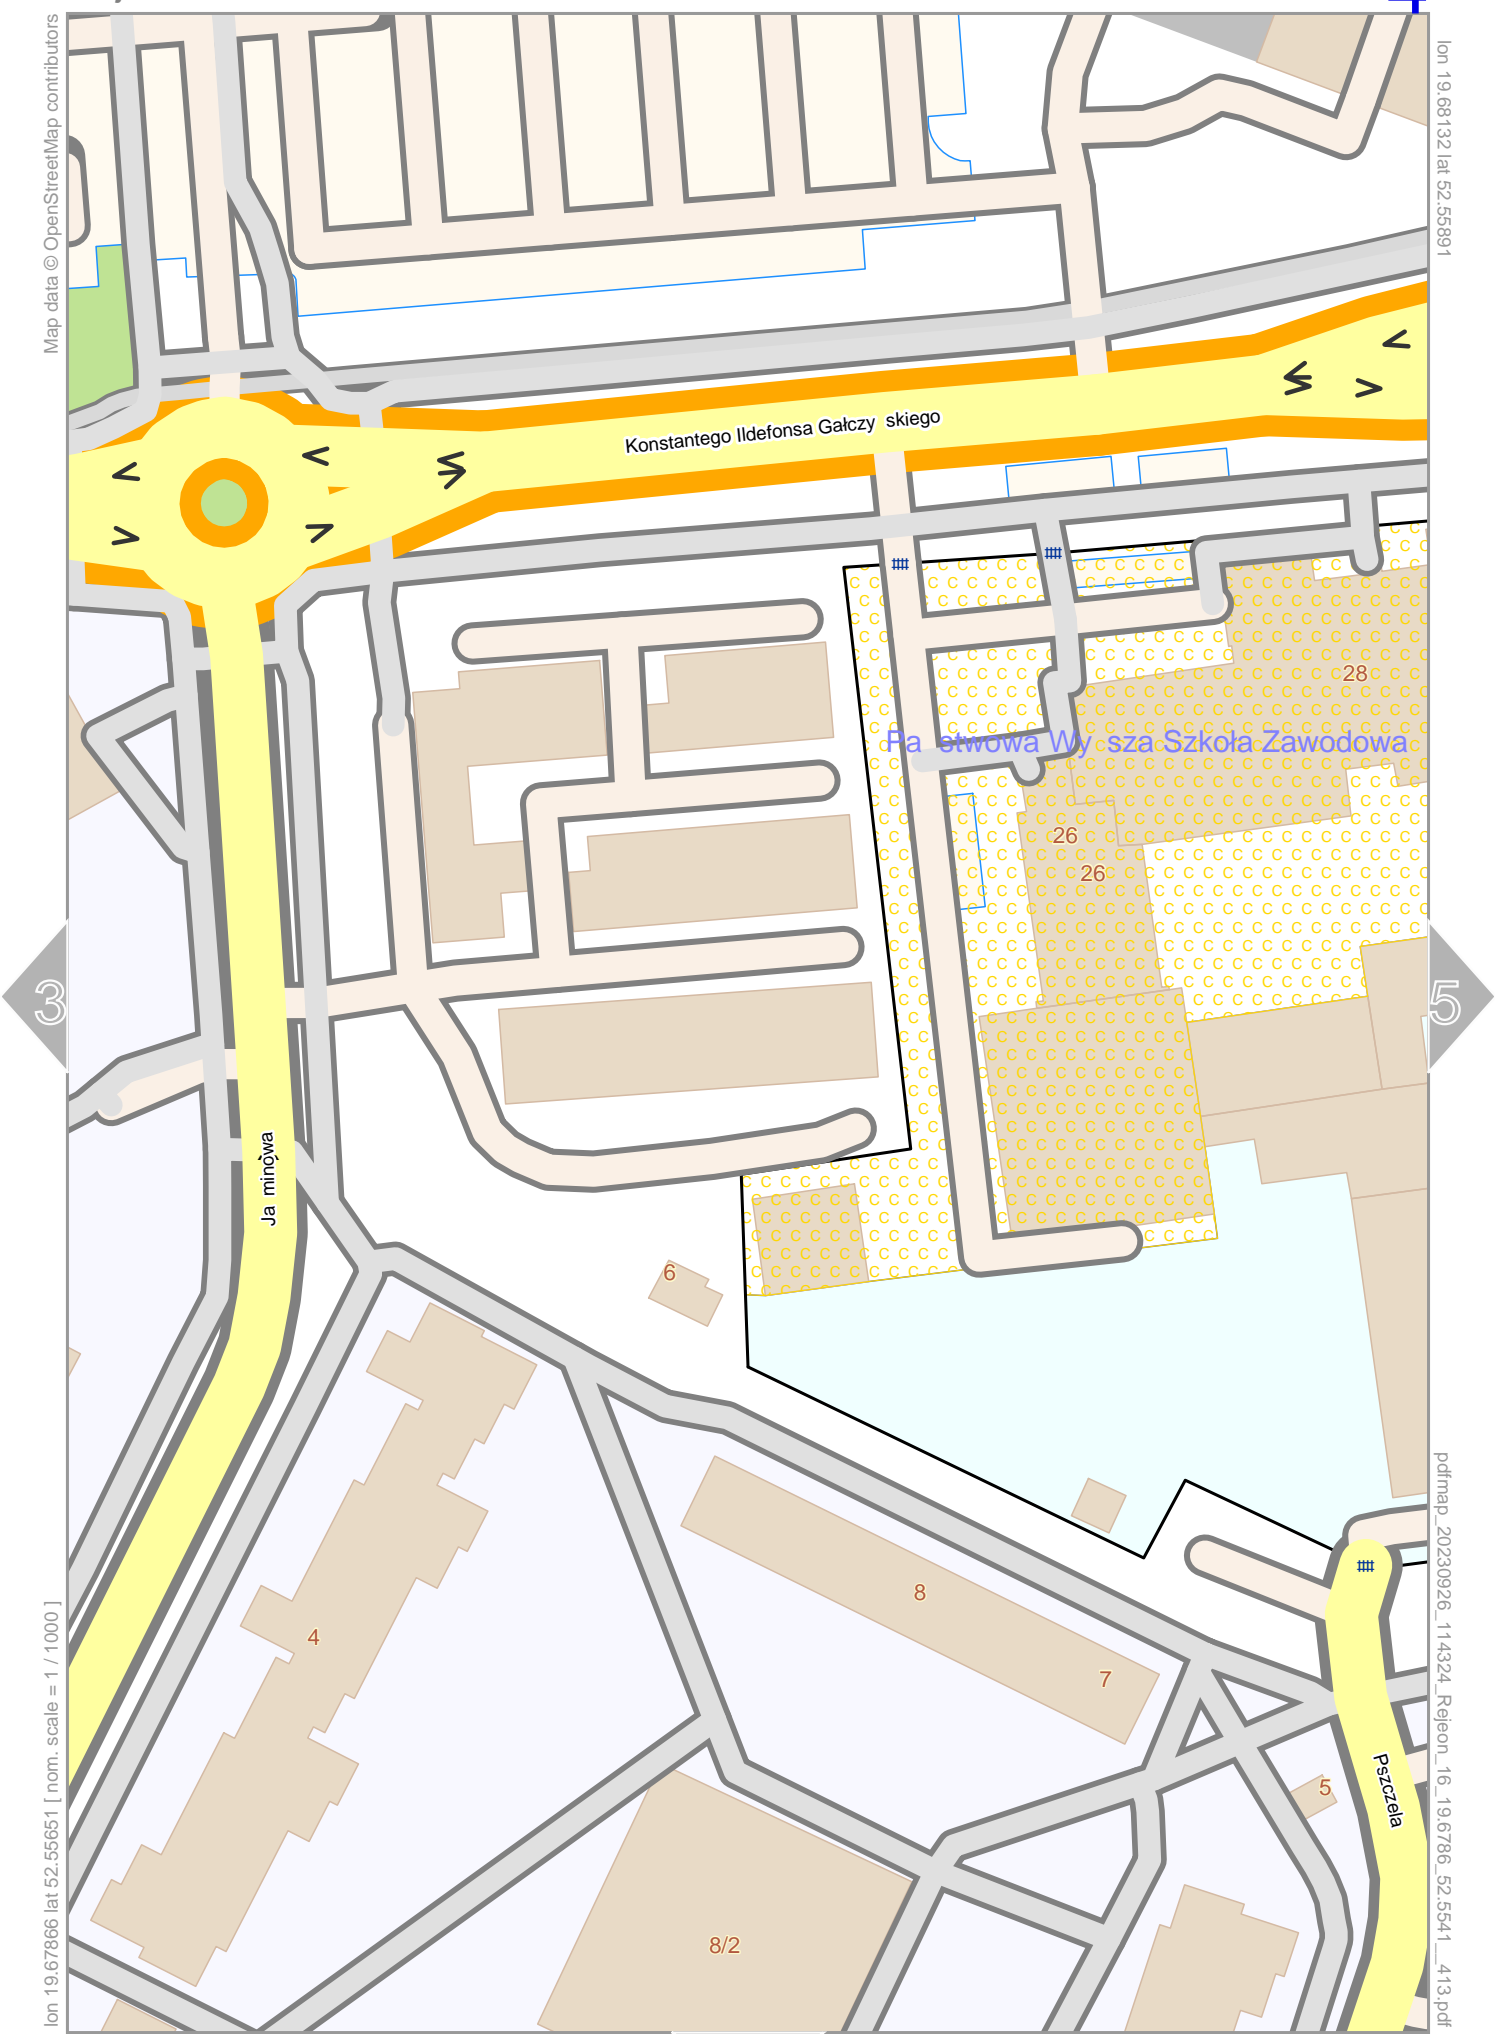 Map data © OpenStreetMap contributors
lon 19.68132 lat 52.55891
Konstantego Ildefonsa Gałczy skiego
28
Pa stwowa Wy sza Szkoła Zawodowa
26
26
3
5
Ja minowa
6
4
8
7
5
Pszczela
8/2
lon 19.67866 lat 52.55651 [ nom. scale = 1 / 1000 ]
pdfmap_20230926_114324_Rejeon_16_19.6786_52.5541__413.pdf